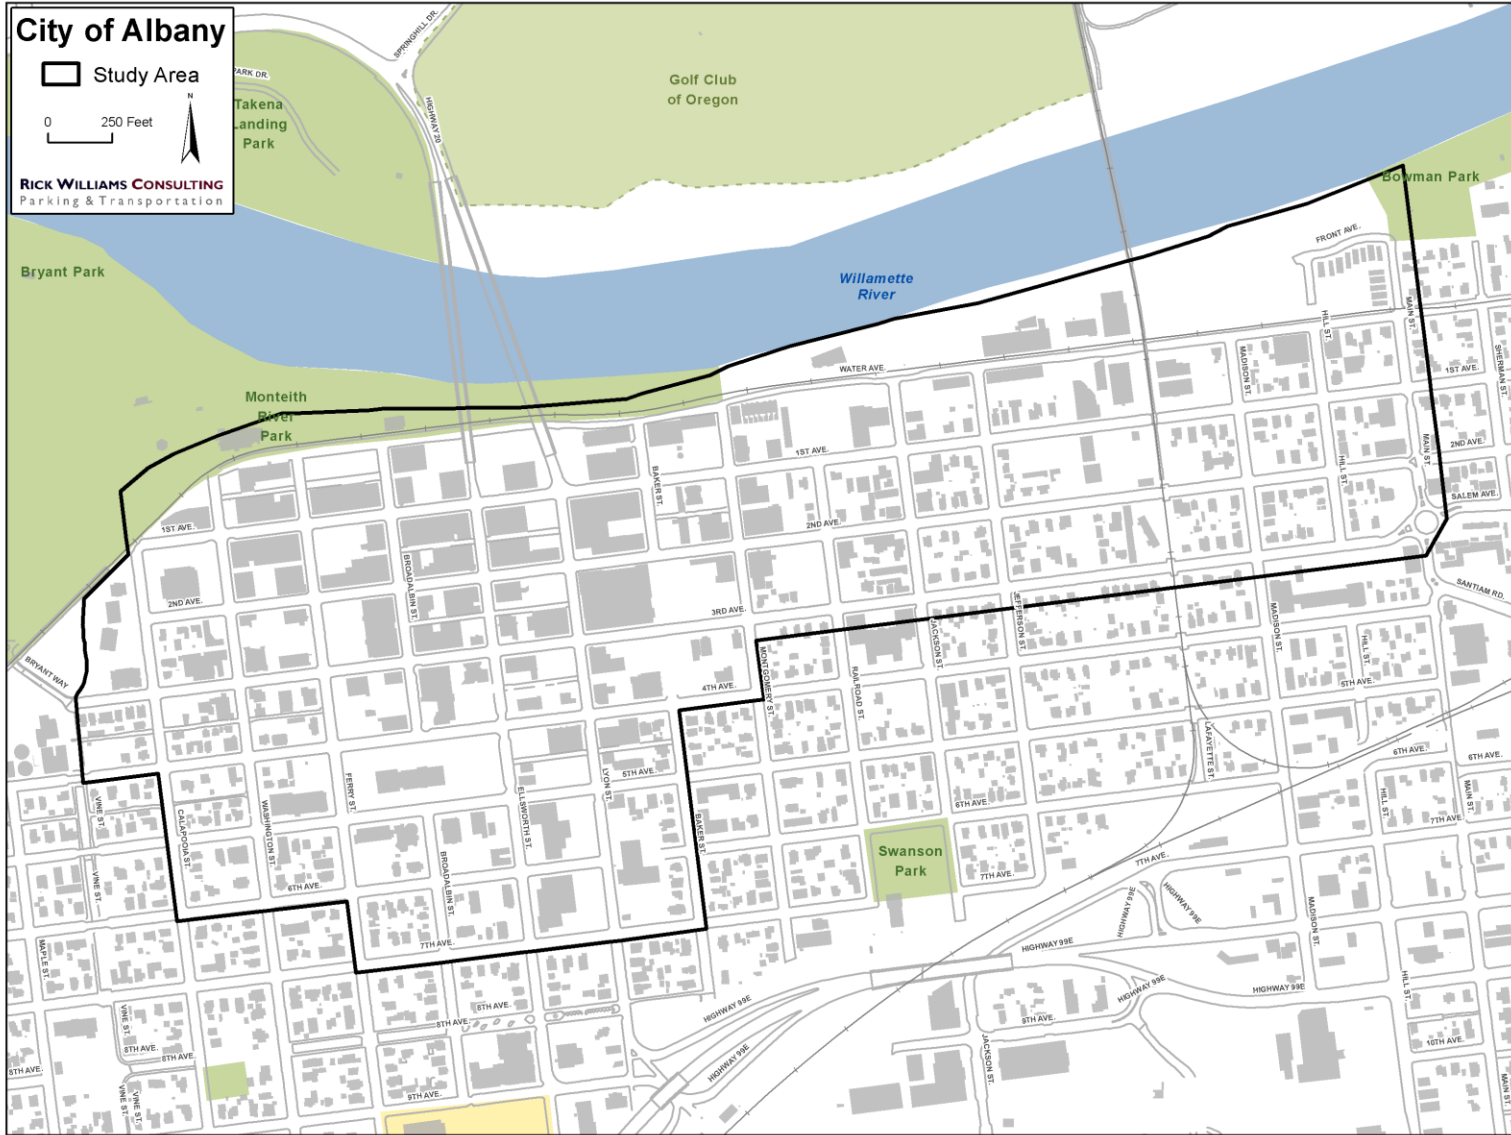 City of Albany
Study Area
N
0 250 Feet
RICK WILLIAMS CONSULTING
Parking & Transportation
SPRINGHILL DR.
PARK DR.
Takena
Landing
Park
HIGHWAY 20
Golf Club
of Oregon
Bowman Park
FRONT AVE.
Bryant Park
Willamette
River
MAIN ST.
HILL ST.
MADISON ST.
SHERMAN ST.
WATER AVE.
1ST AVE.
Monteith
River
Park
1ST AVE.
2ND AVE.
MAIN ST.
HILL ST.
BAKER ST.
SALEM AVE.
1ST AVE.
2ND AVE.
BROADALBIN ST.
2ND AVE.
3RD AVE.
JEFFERSON ST.
SANTIAM RD.
MADISON ST.
JACKSON ST.
HILL ST.
BRYANT WAY
MONTGOMERY ST.
RAILROAD ST.
4TH AVE.
5TH AVE.
LAFAYETTE ST.
6TH AVE.
6TH AVE.
5TH AVE.
LYON ST.
FERRY ST.
ELLSWORTH ST.
VINE ST.
CALAPOOIA ST.
WASHINGTON ST.
BAKER ST.
6TH AVE.
HILL ST.
MAIN ST.
7TH AVE.
Swanson
Park
7TH AVE.
7TH AVE.
BROADALBIN ST.
6TH AVE.
VINE ST.
HIGHWAY 99E
HIGHWAY 99E
MADISON ST.
MAPLE ST.
7TH AVE.
HIGHWAY 99E
HIGHWAY 99E
HIGHWAY 99E
HILL ST.
8TH AVE.
8TH AVE.
HIGHWAY 99E
VINE ST.
9TH AVE.
10TH AVE.
8TH AVE.
8TH AVE.
8TH AVE.
HIGHWAY 99E
JACKSON ST.
MAIN ST.
VINE ST.
VINE ST.
9TH AVE.